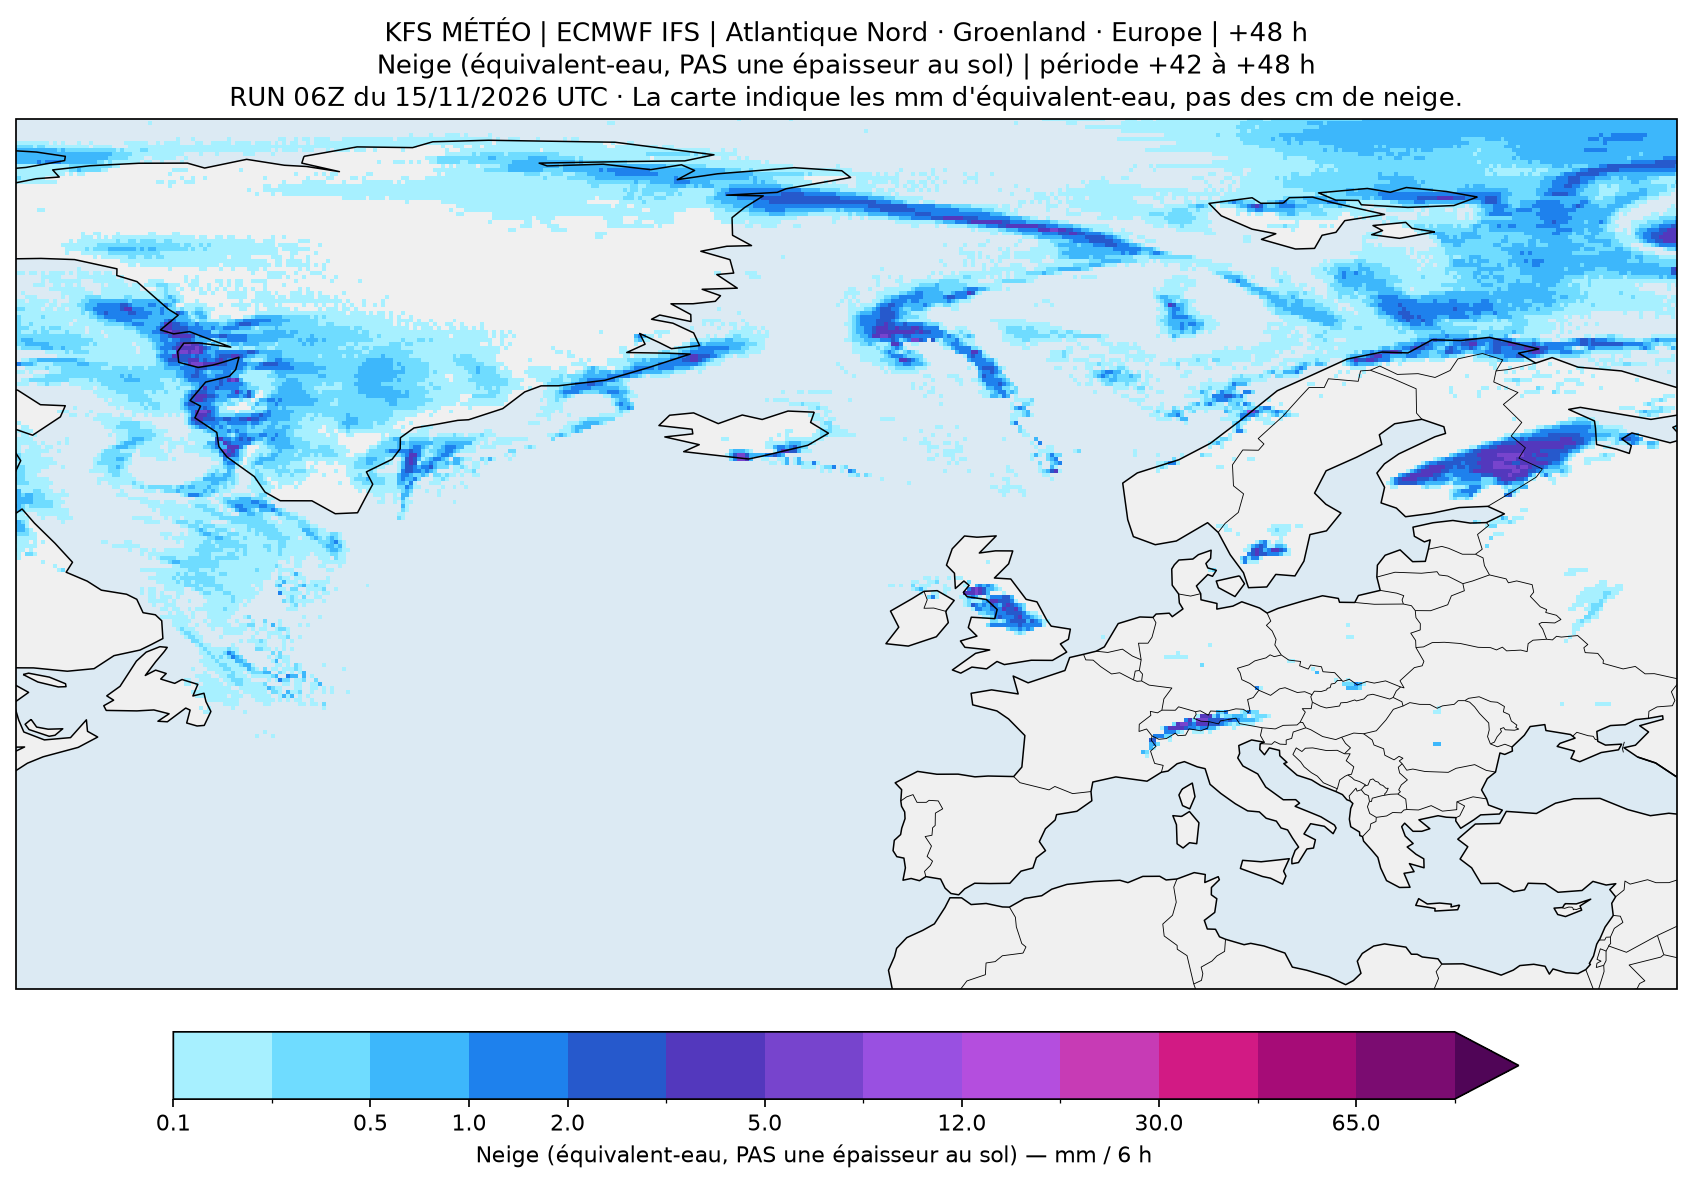 KFS MÉTÉO | ECMWF IFS | Atlantique Nord · Groenland · Europe | +48 h
Neige (équivalent-eau, PAS une épaisseur au sol) | période +42 à +48 h
RUN 06Z du 15/11/2026 UTC · La carte indique les mm d'équivalent-eau, pas des cm de neige.
0.1 0.5 1.0 2.0 5.0 12.0 30.0 65.0
Neige (équivalent-eau, PAS une épaisseur au sol) — mm / 6 h